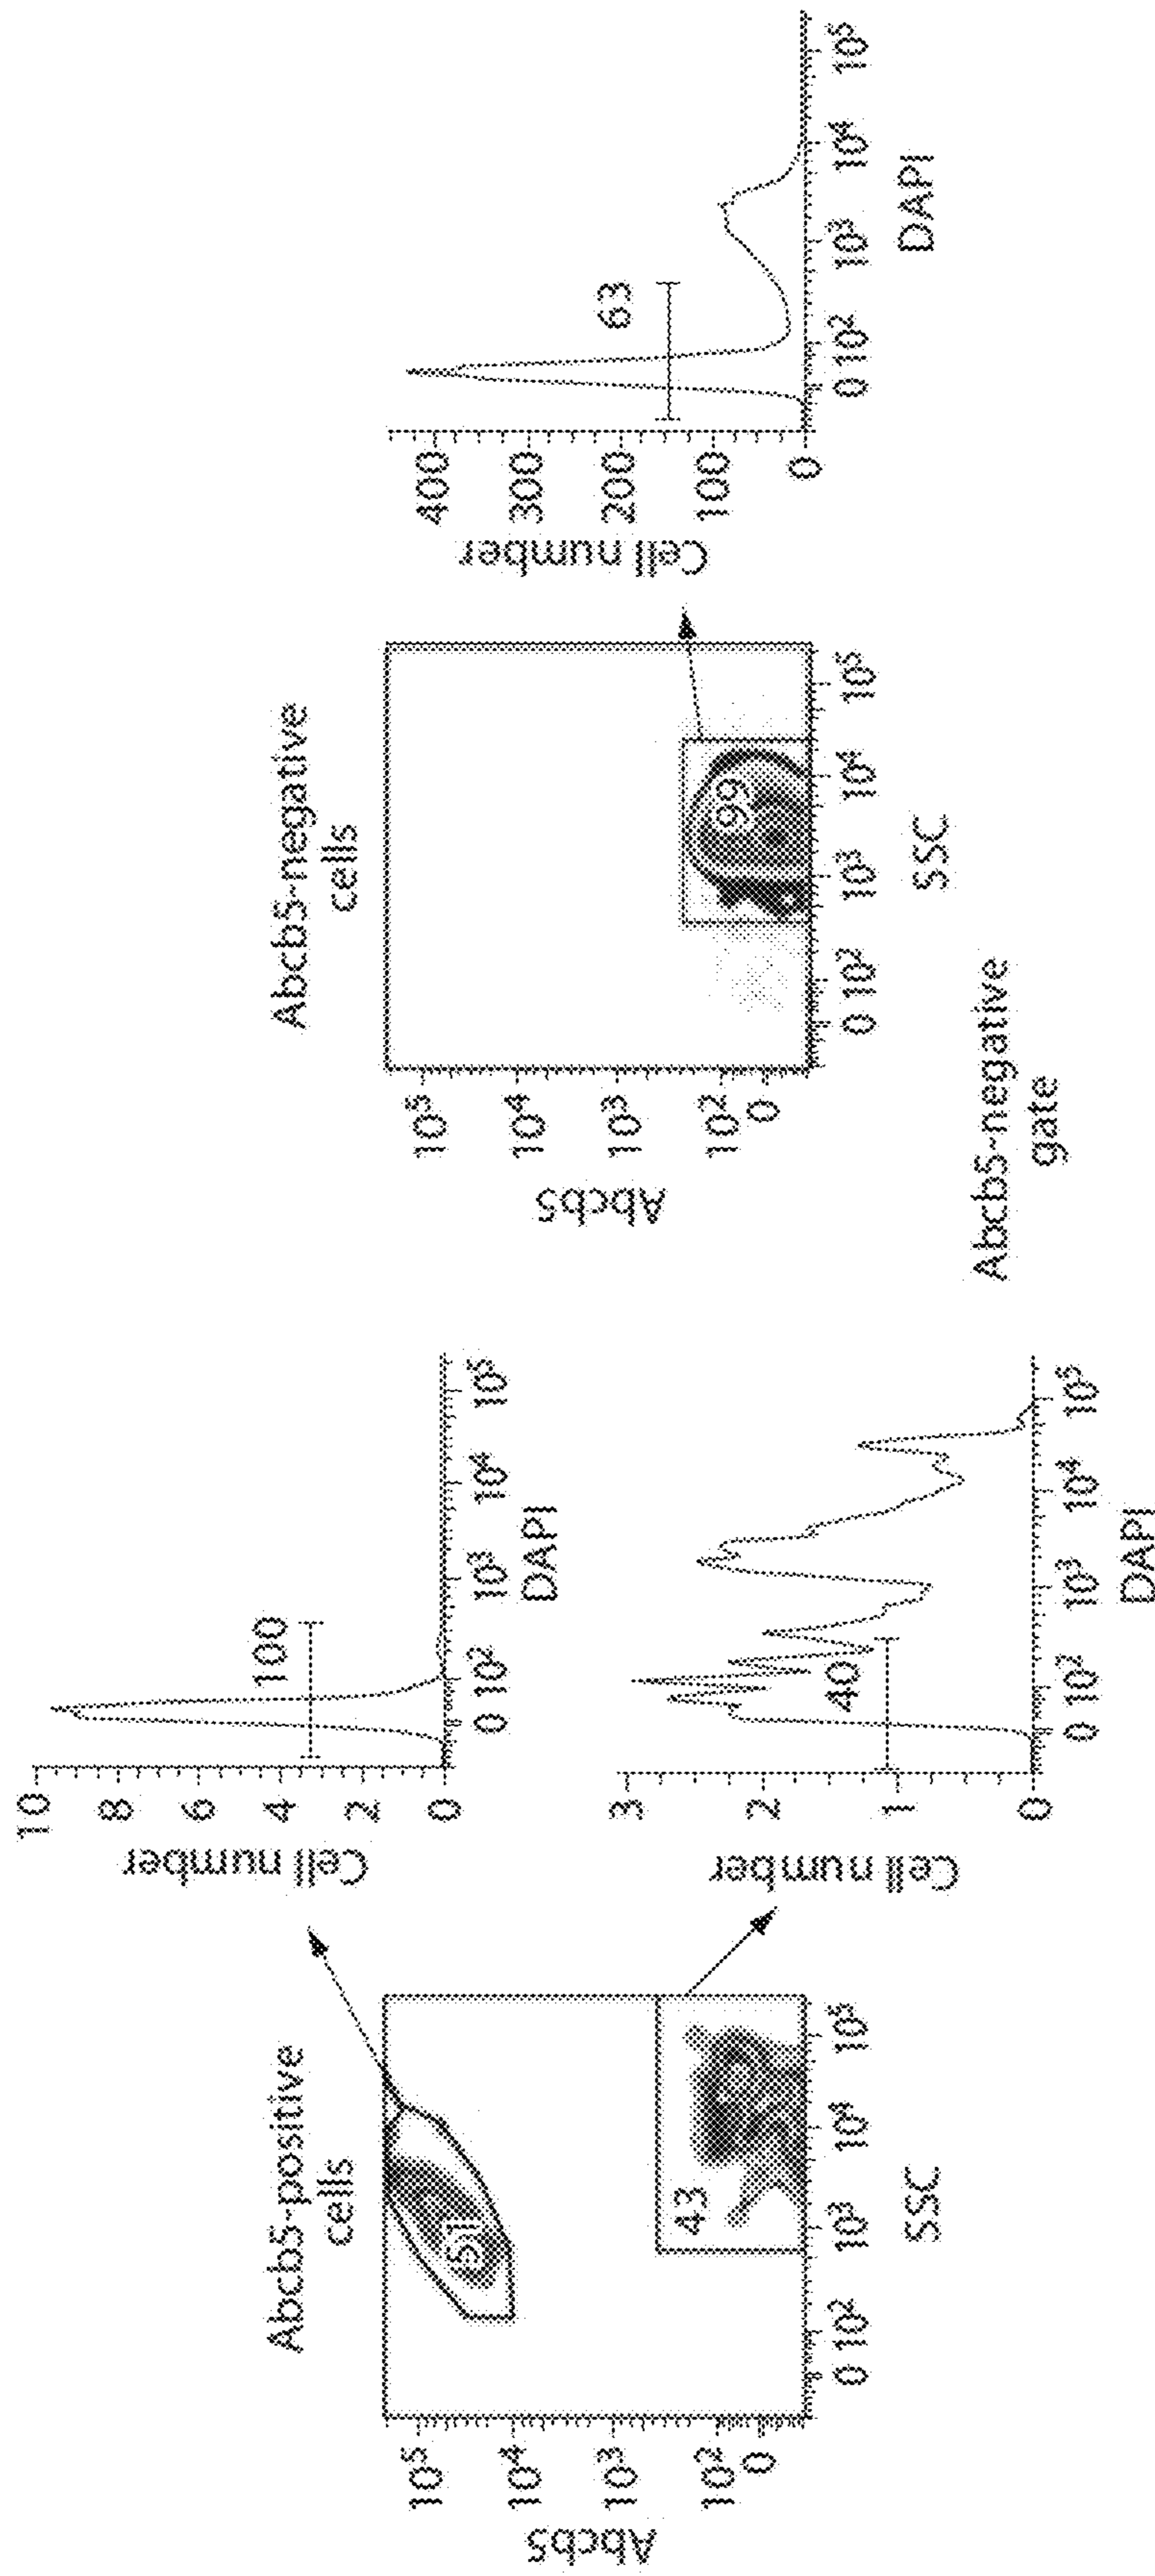 Abcb5-positive
cells
Abcb5
10⁵
10⁴
10³
10²
0
51
43
0 10² 10³ 10⁴ 10⁵
SSC
Cell number
10
8
6
4
2
0
100
0 10² 10³ 10⁴ 10⁵
DAPI
Cell number
3
2
1
0
40
0 10² 10³ 10⁴ 10⁵
DAPI
Abcb5-negative
gate
Abcb5-negative
cells
Abcb5
10⁵
10⁴
10³
10²
0
99
0 10² 10³ 10⁴ 10⁵
SSC
Cell number
400
300
200
100
0
63
0 10² 10³ 10⁴ 10⁵
DAPI